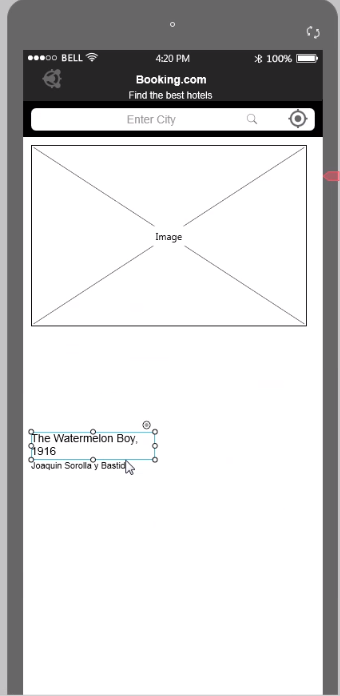 BELL 4:20 PM 100%
Booking.com
Find the best hotels
Enter City
Image
The Watermelon Boy,
1916
Joaquin Sorolla y Bastid